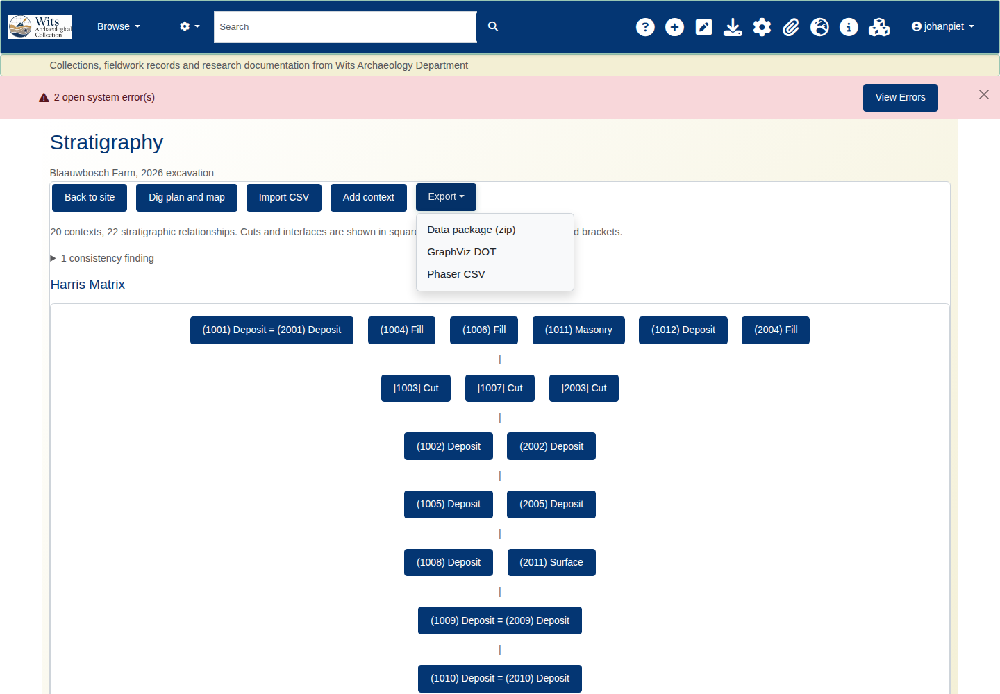 Wits
Archaeological
Collection
Browse
Search
johanpiet
Collections, fieldwork records and research documentation from Wits Archaeology Department
2 open system error(s)
View Errors
Stratigraphy
Blaauwbosch Farm, 2026 excavation
Back to site
Dig plan and map
Import CSV
Add context
Export
Data package (zip)
GraphViz DOT
Phaser CSV
20 contexts, 22 stratigraphic relationships. Cuts and interfaces are shown in square d brackets.
1 consistency finding
Harris Matrix
(1001) Deposit = (2001) Deposit (1004) Fill (1006) Fill (1011) Masonry (1012) Deposit (2004) Fill
|
[1003] Cut [1007] Cut [2003] Cut
|
(1002) Deposit (2002) Deposit
|
(1005) Deposit (2005) Deposit
|
(1008) Deposit (2011) Surface
|
(1009) Deposit = (2009) Deposit
|
(1010) Deposit = (2010) Deposit